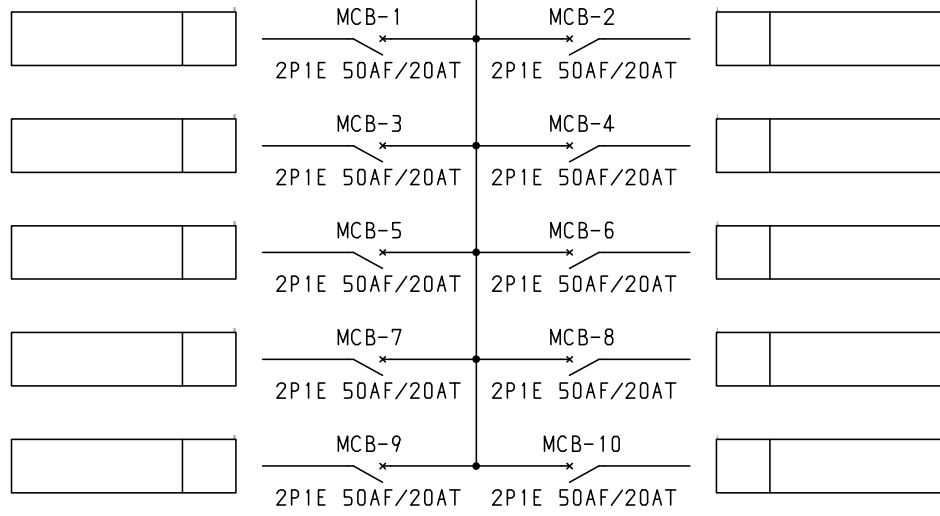 MCB-1 MCB-2
2P1E 50AF/20AT 2P1E 50AF/20AT
MCB-3 MCB-4
2P1E 50AF/20AT 2P1E 50AF/20AT
MCB-5 MCB-6
2P1E 50AF/20AT 2P1E 50AF/20AT
MCB-7 MCB-8
2P1E 50AF/20AT 2P1E 50AF/20AT
MCB-9 MCB-10
2P1E 50AF/20AT 2P1E 50AF/20AT